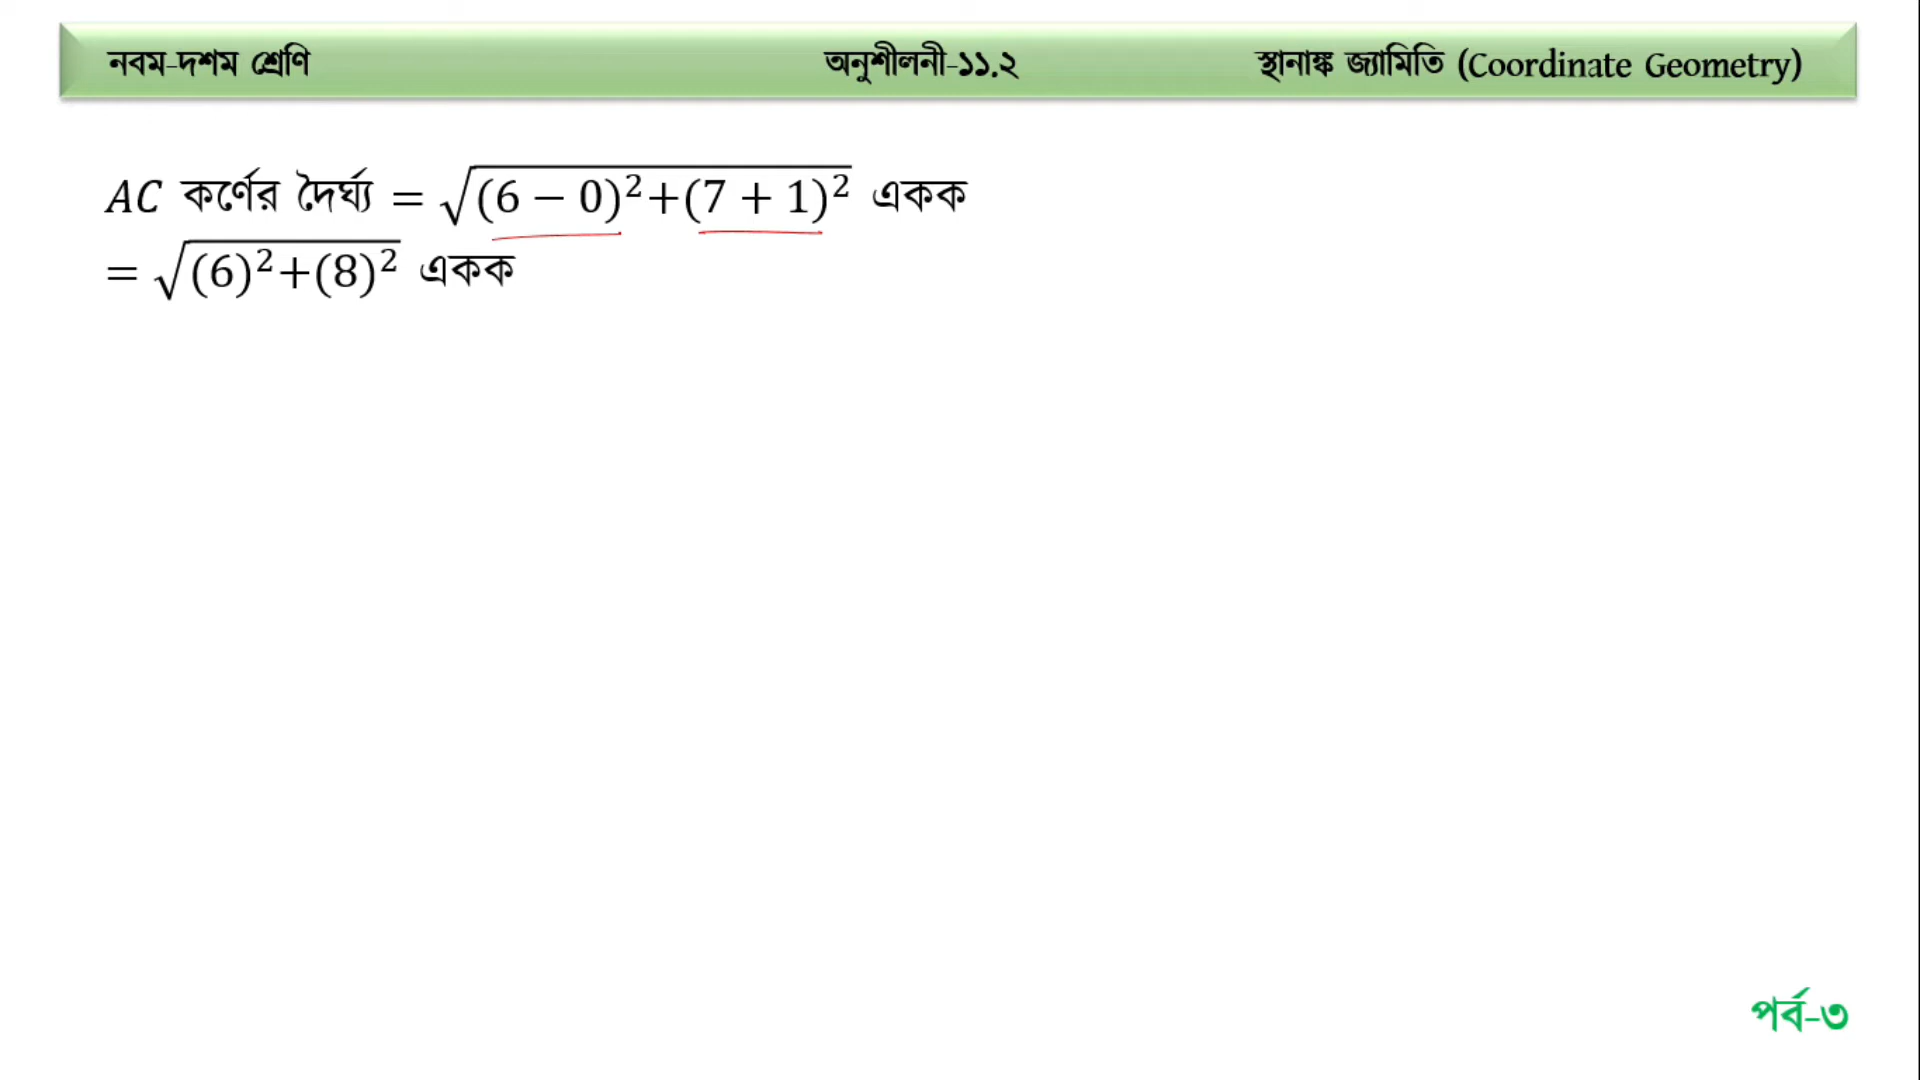 নবম-দশম শ্রেণি অনুশীলনী-১১.২ স্থানাঙ্ক জ্যামিতি (Coordinate Geometry)
AC কর্ণের দৈর্ঘ্য = √(6 − 0)²+(7 + 1)² একক
= √(6)²+(8)² একক
পর্ব-৩